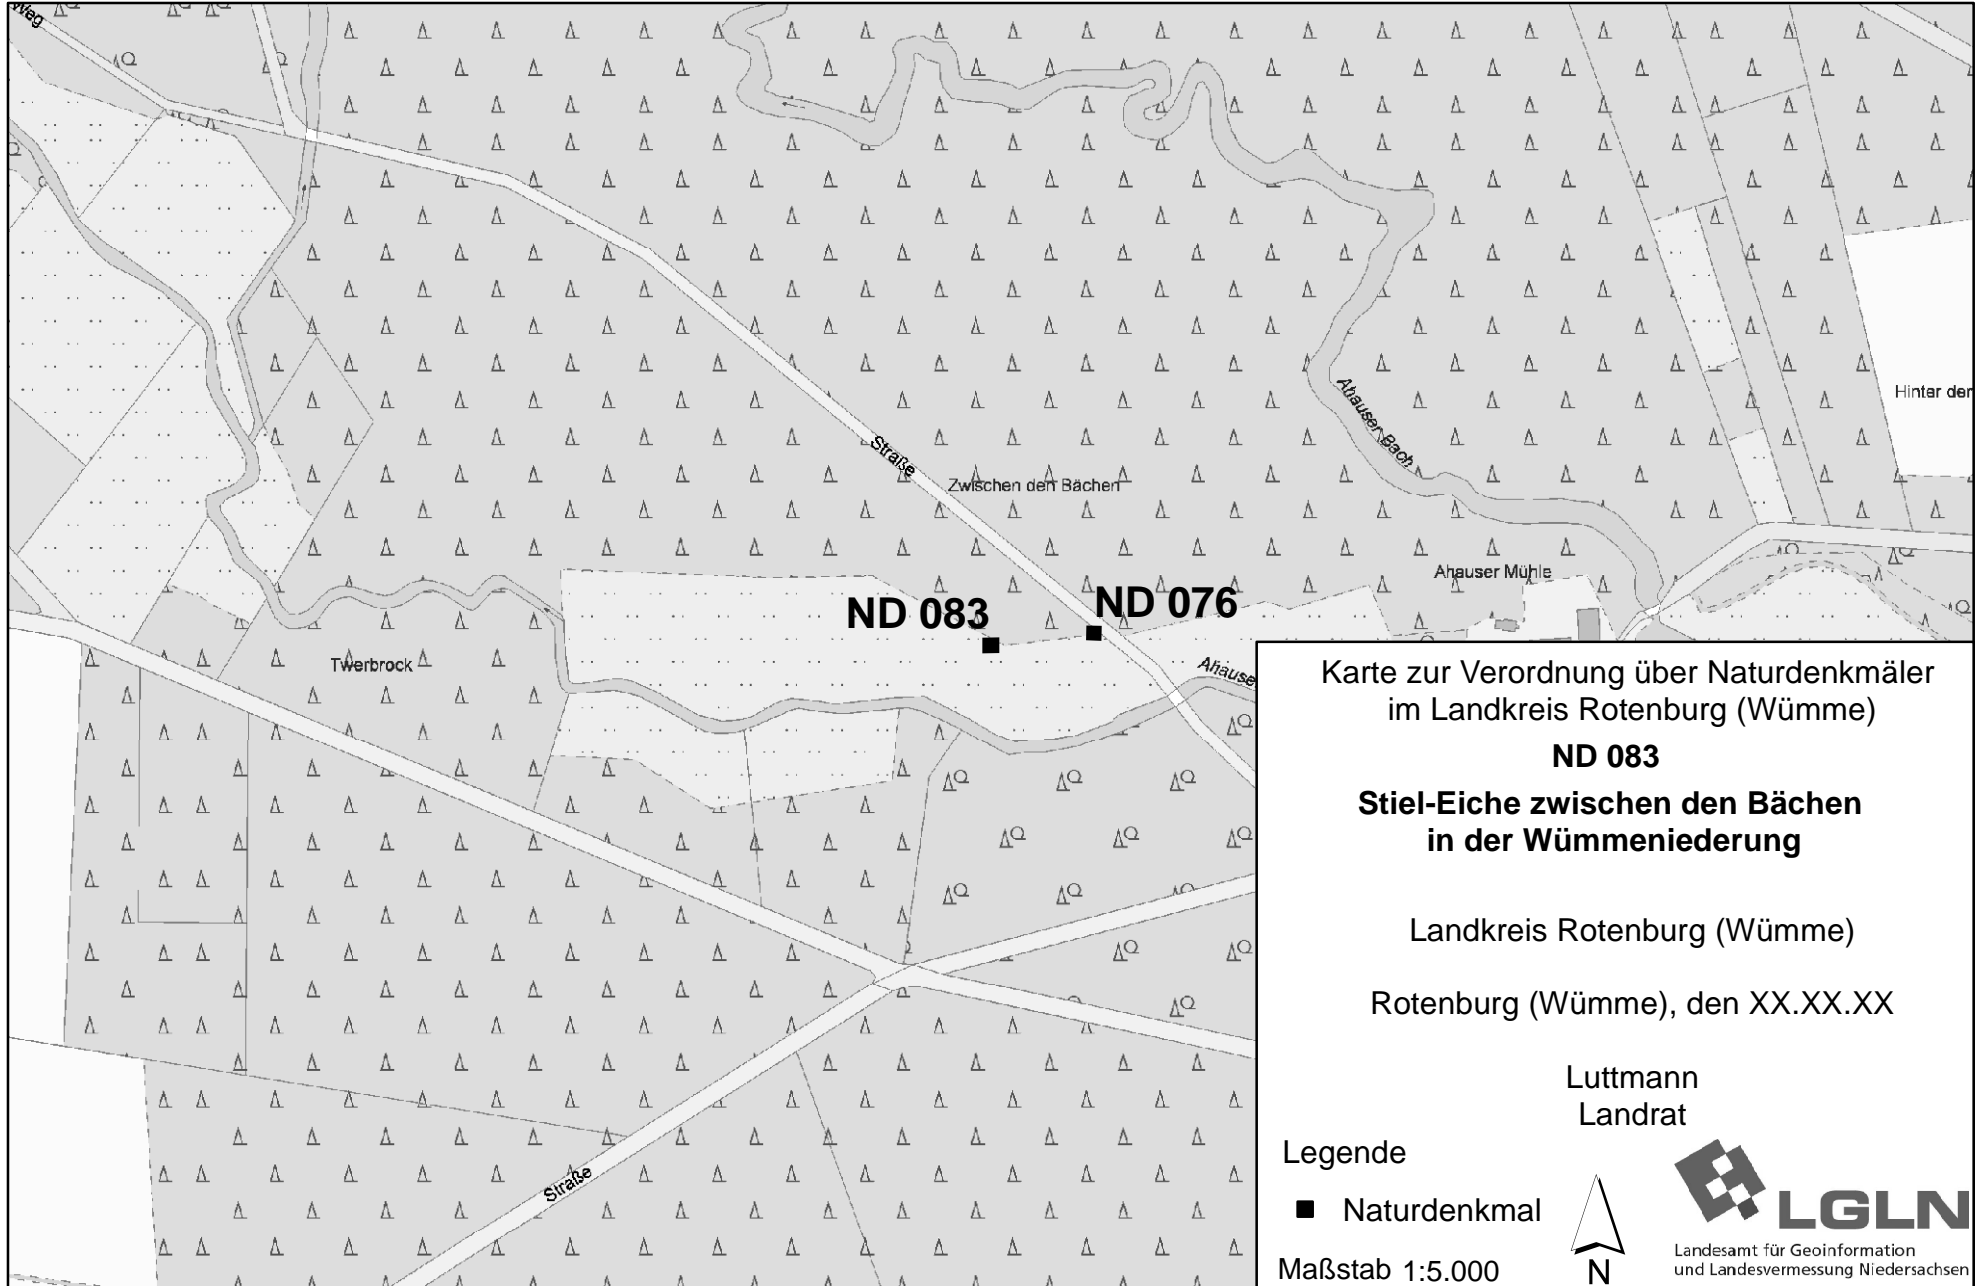 Weg
Hinter der
Ahauser Bach
Straße
Zwischen den Bächen
Ahauser Mühle
ND 083
ND 076
Twerbrock
Ahause
Straße
Karte zur Verordnung über Naturdenkmäler
im Landkreis Rotenburg (Wümme)
ND 083
Stiel-Eiche zwischen den Bächen
in der Wümmeniederung
Landkreis Rotenburg (Wümme)
Rotenburg (Wümme), den XX.XX.XX
Luttmann
Landrat
Legende
Naturdenkmal
Maßstab 1:5.000
N
LGLN
Landesamt für Geoinformation
und Landesvermessung Niedersachsen